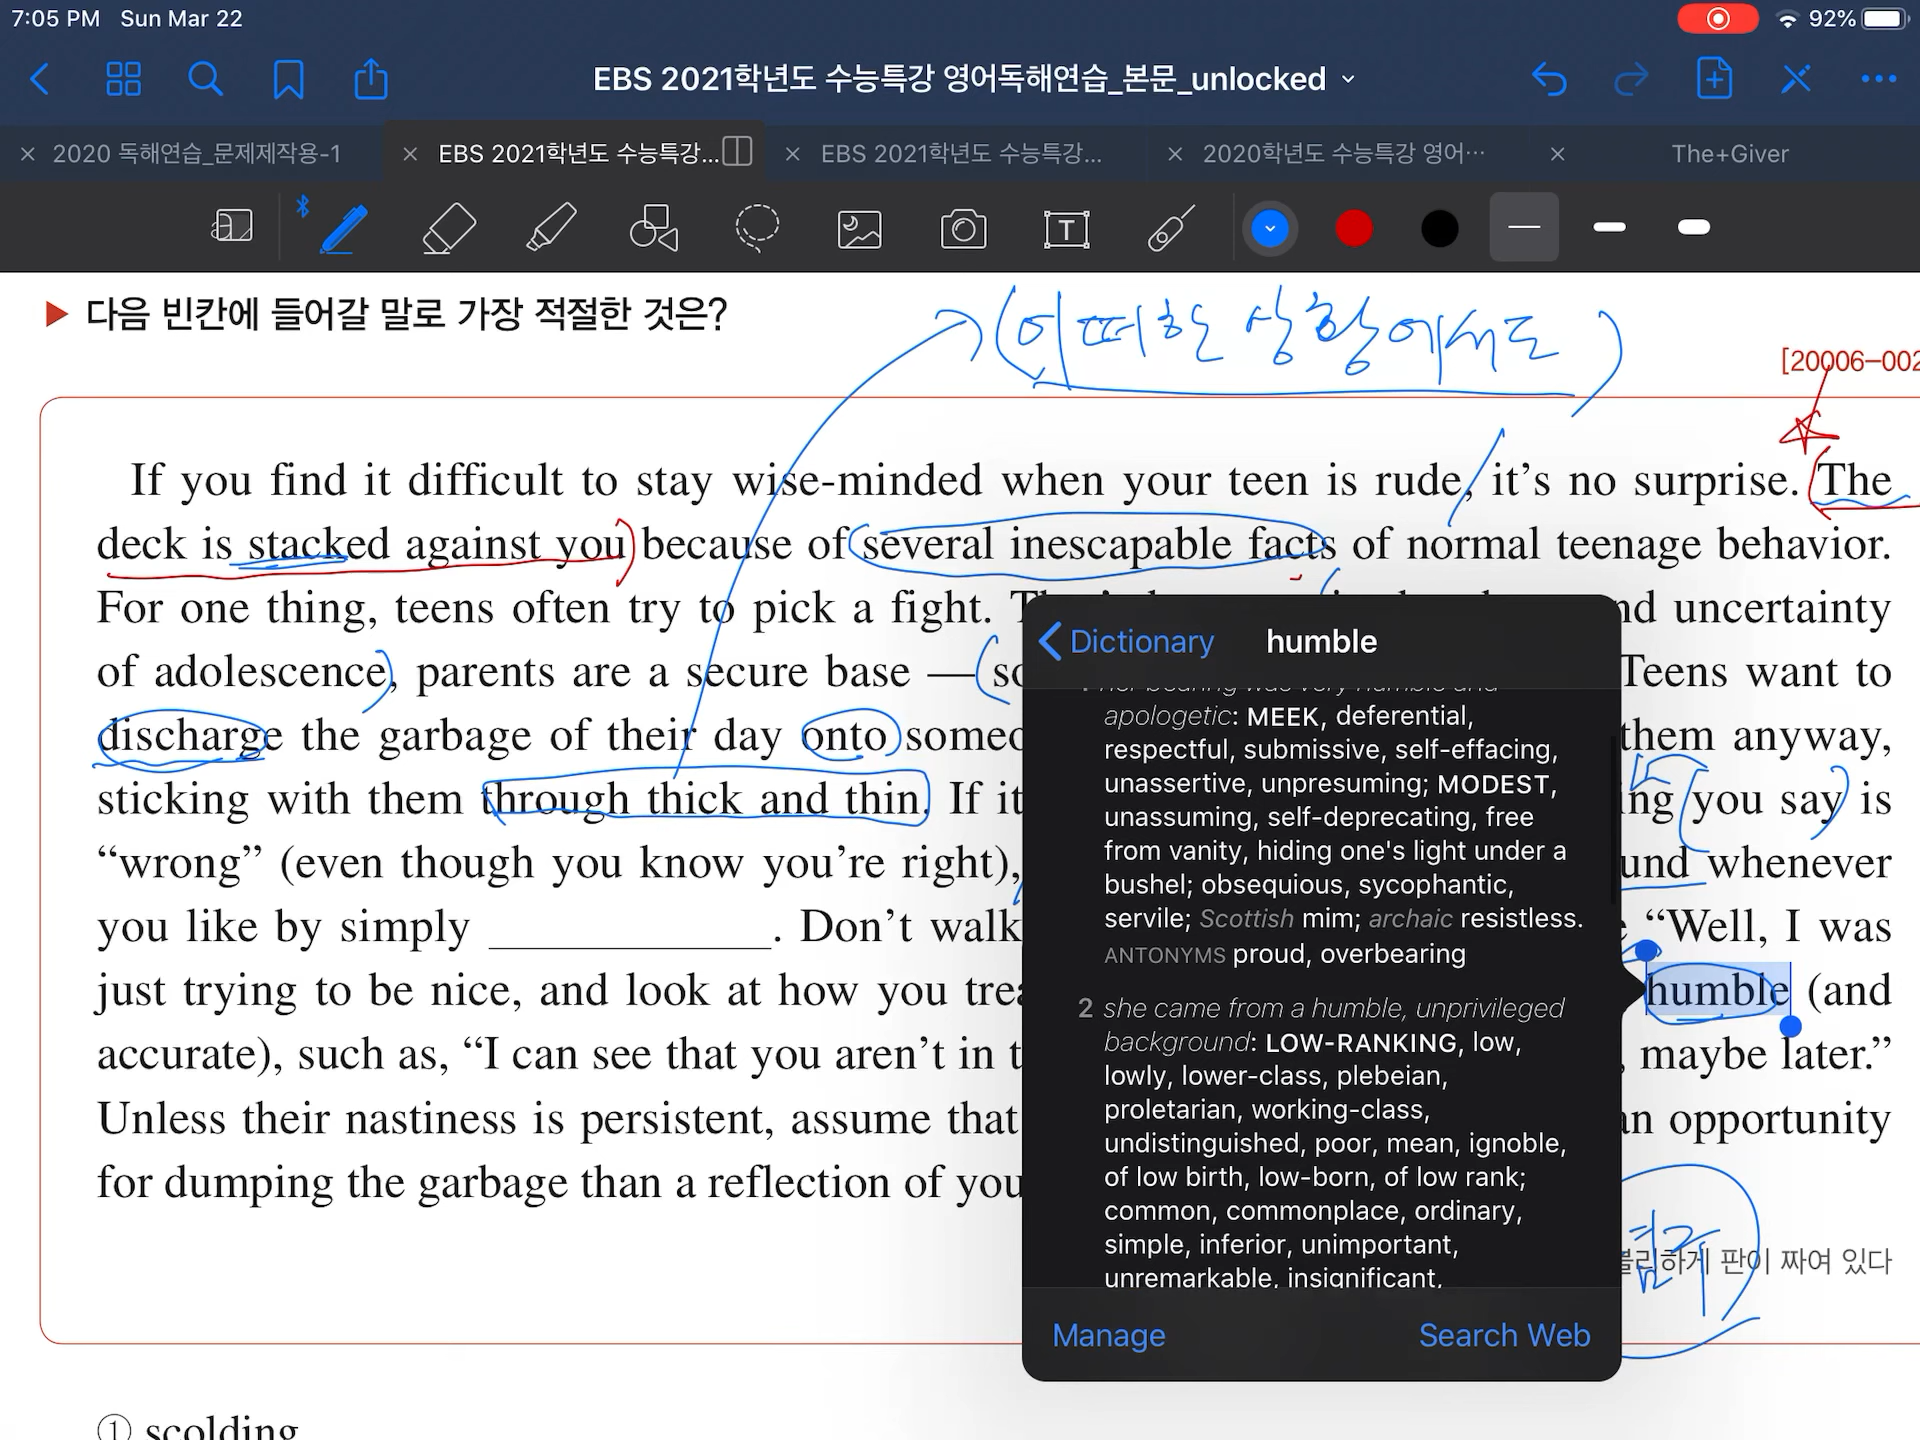 7:05 PM Sun Mar 22
92%
EBS 2021학년도 수능특강 영어독해연습_본문_unlocked
2020 독해연습_문제제작용-1
EBS 2021학년도 수능특강...
EBS 2021학년도 수능특강...
2020학년도 수능특강 영어…
The+Giver
▶ 다음 빈칸에 들어갈 말로 가장 적절한 것은?
(어떠한 상황에서도)
[20006-002
If you find it difficult to stay wise-minded when your teen is rude, it's no surprise. The
deck is stacked against you because of several inescapable facts of normal teenage behavior.
For one thing, teens often try to pick a fight. nd uncertainty
of adolescence, parents are a secure base — so Teens want to
discharge the garbage of their day onto someo them anyway,
sticking with them through thick and thin. If it ing you say is
“wrong” (even though you know you're right), und whenever
you like by simply ____________. Don't walk “Well, I was
just trying to be nice, and look at how you trea humble (and
accurate), such as, “I can see that you aren't in t , maybe later.”
Unless their nastiness is persistent, assume that an opportunity
for dumping the garbage than a reflection of you
불리하게 판이 짜여 있다
겸
① scolding
Dictionary
humble
her bearing was very humble and
apologetic: MEEK, deferential,
respectful, submissive, self-effacing,
unassertive, unpresuming; MODEST,
unassuming, self-deprecating, free
from vanity, hiding one's light under a
bushel; obsequious, sycophantic,
servile; Scottish mim; archaic resistless.
ANTONYMS proud, overbearing
2 she came from a humble, unprivileged
background: LOW-RANKING, low,
lowly, lower-class, plebeian,
proletarian, working-class,
undistinguished, poor, mean, ignoble,
of low birth, low-born, of low rank;
common, commonplace, ordinary,
simple, inferior, unimportant,
unremarkable, insignificant,
Manage
Search Web